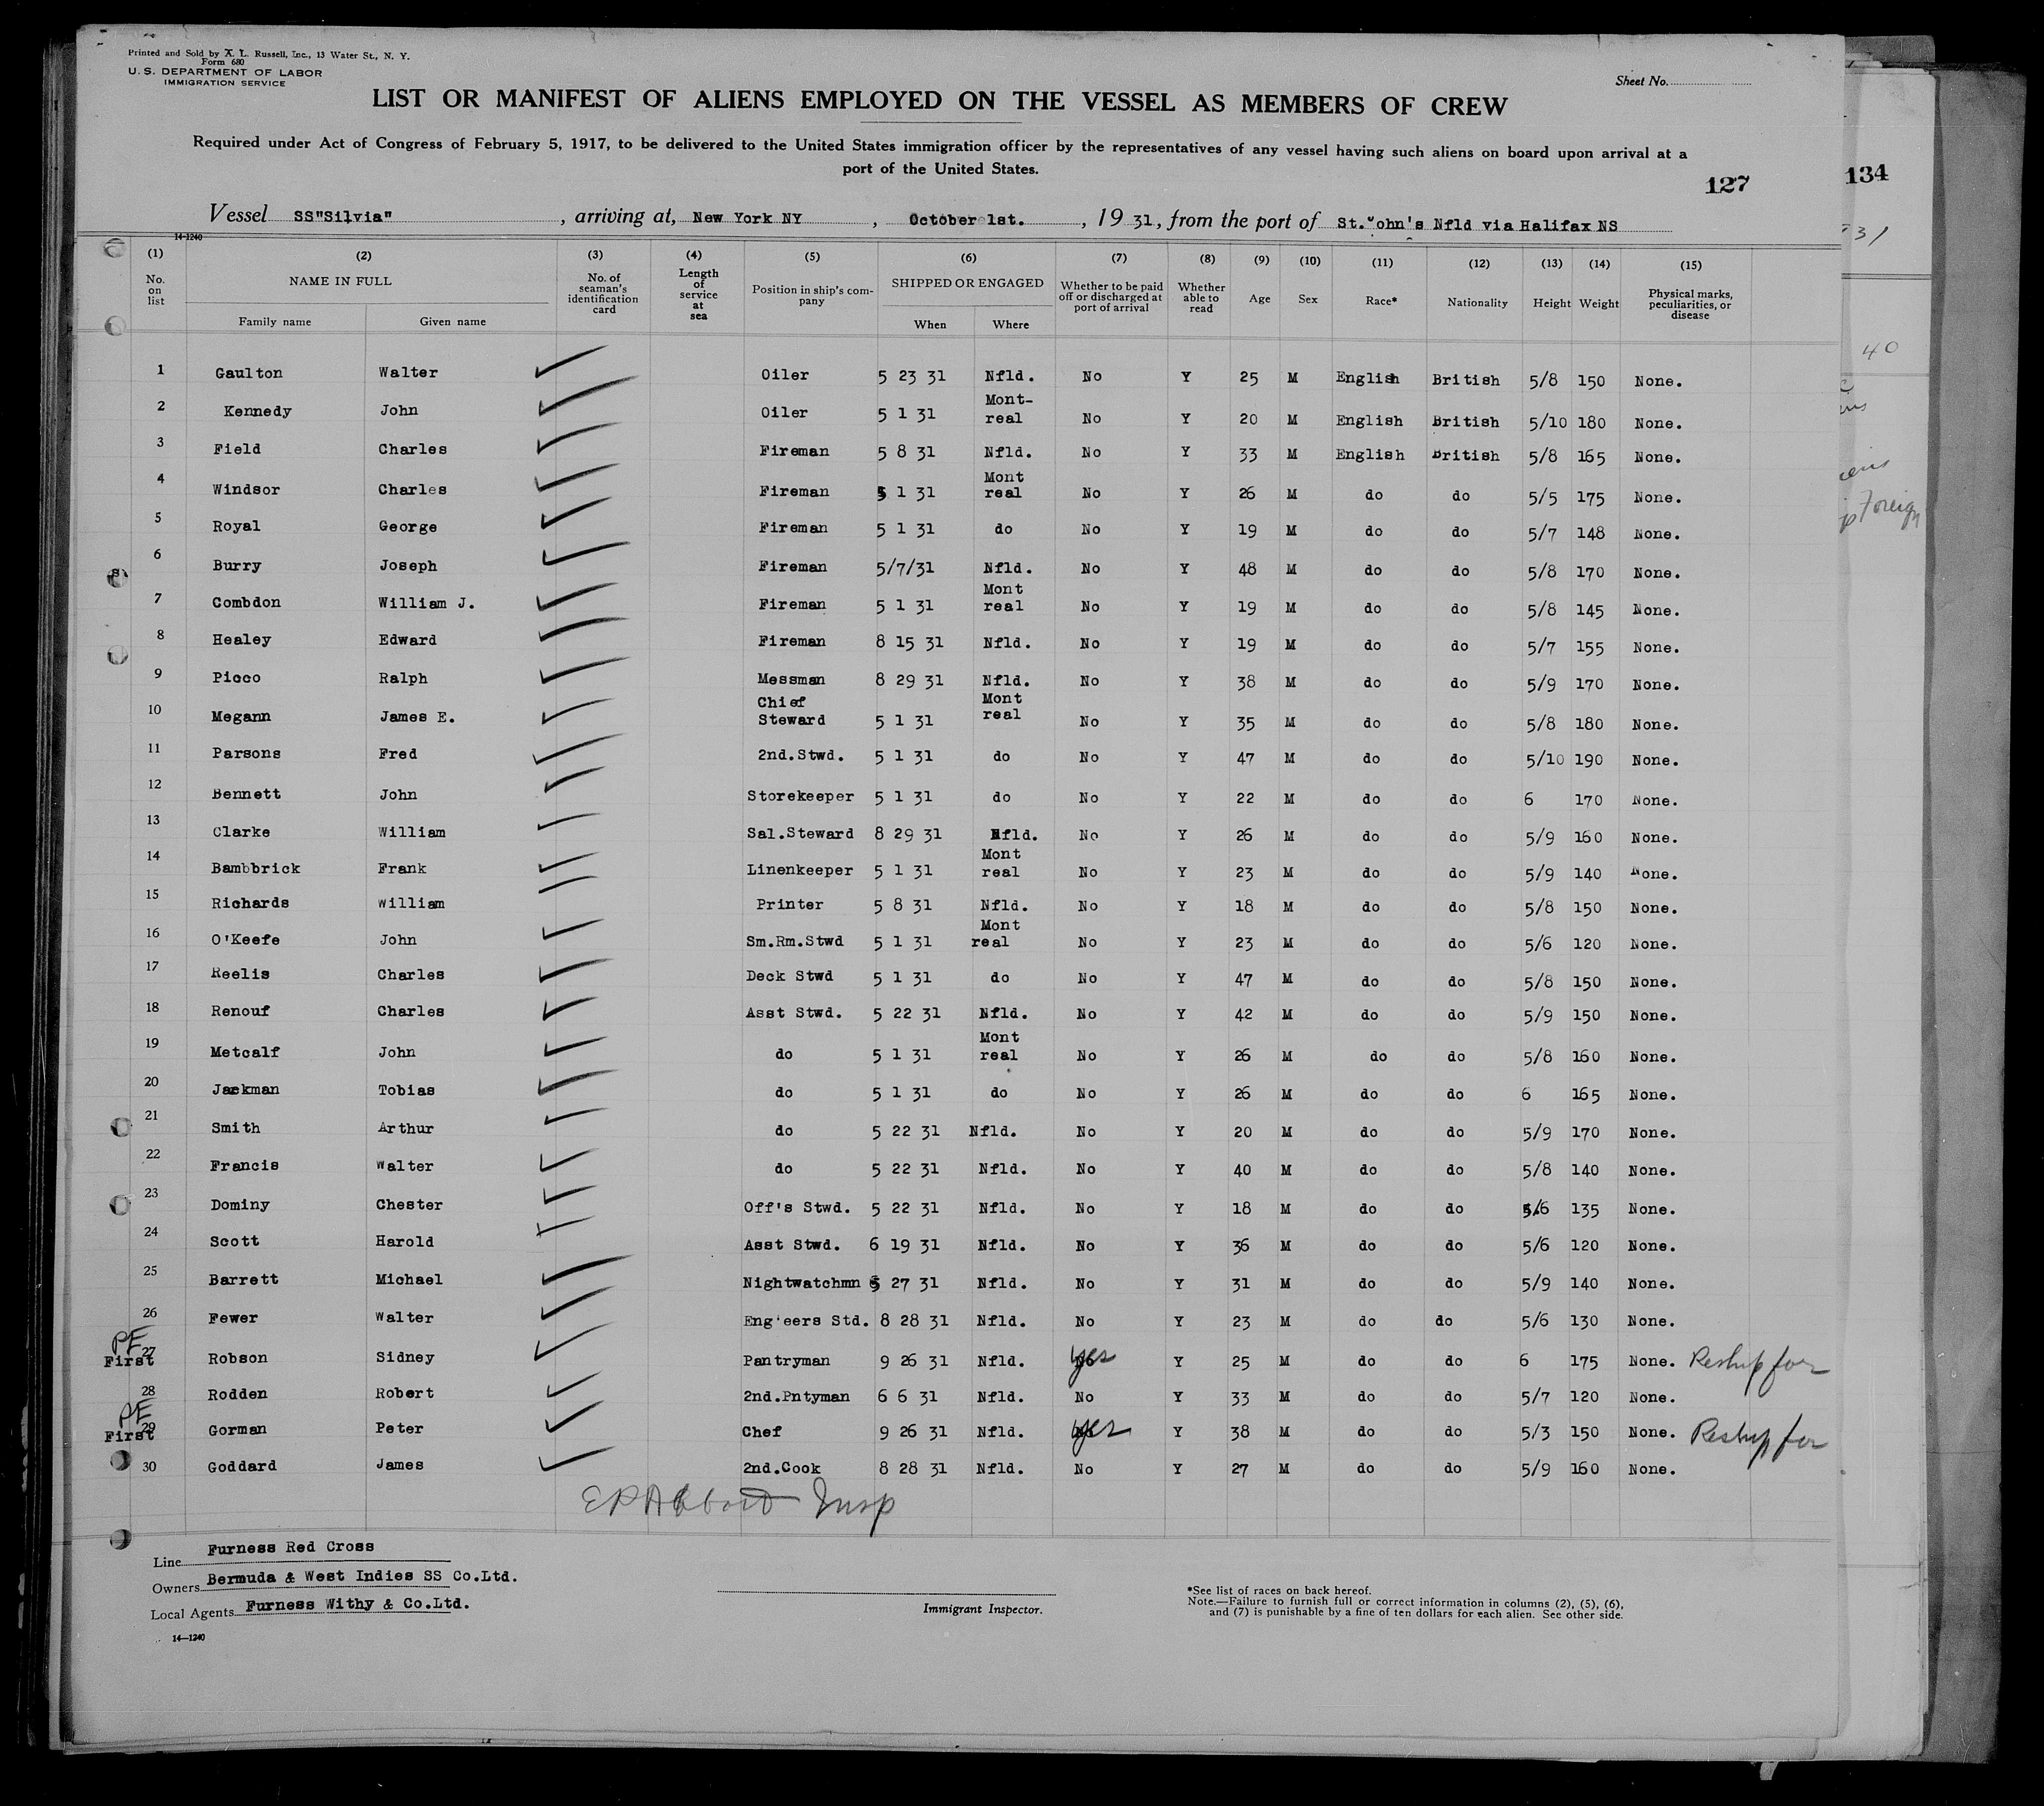 Printed and Sold by A. L. Russell, Inc., 13 Water St., N. Y.
Form 680
U. S. DEPARTMENT OF LABOR
IMMIGRATION SERVICE
Sheet No.
LIST OR MANIFEST OF ALIENS EMPLOYED ON THE VESSEL AS MEMBERS OF CREW
Required under Act of Congress of February 5, 1917, to be delivered to the United States immigration officer by the representatives of any vessel having such aliens on board upon arrival at a
port of the United States.
127
134
Vessel SS"Silvia", arriving at, New York NY, October 1st., 19 31, from the port of St. John's Nfld via Halifax NS
14-1240
(1) (2) (3) (4) (5) (6) (7) (8) (9) (10) (11) (12) (13) (14) (15)
No. on list NAME IN FULL Family name Given name No. of seaman's identification card Length of service at sea Position in ship's company SHIPPED OR ENGAGED When Where Whether to be paid off or discharged at port of arrival Whether able to read Age Sex Race* Nationality Height Weight Physical marks, peculiarities, or disease
1 Gaulton Walter Oiler 5 23 31 Nfld. No Y 25 M English British 5/8 150 None.
2 Kennedy John Oiler 5 1 31 Mont-real No Y 20 M English British 5/10 180 None.
3 Field Charles Fireman 5 8 31 Nfld. No Y 33 M English British 5/8 165 None.
4 Windsor Charles Fireman 5 1 31 Mont real No Y 26 M do do 5/5 175 None.
5 Royal George Fireman 5 1 31 do No Y 19 M do do 5/7 148 None.
6 Burry Joseph Fireman 5/7/31 Nfld. No Y 48 M do do 5/8 170 None.
7 Combdon William J. Fireman 5 1 31 Mont real No Y 19 M do do 5/8 145 None.
8 Healey Edward Fireman 8 15 31 Nfld. No Y 19 M do do 5/7 155 None.
9 Picco Ralph Messman 8 29 31 Nfld. No Y 38 M do do 5/9 170 None.
10 Megann James E. Chief Steward 5 1 31 Mont real No Y 35 M do do 5/8 180 None.
11 Parsons Fred 2nd.Stwd. 5 1 31 do No Y 47 M do do 5/10 190 None.
12 Bennett John Storekeeper 5 1 31 do No Y 22 M do do 6 170 None.
13 Clarke William Sal.Steward 8 29 31 Nfld. No Y 26 M do do 5/9 160 None.
14 Bambbrick Frank Linenkeeper 5 1 31 Mont real No Y 23 M do do 5/9 140 None.
15 Richards William Printer 5 8 31 Nfld. No Y 18 M do do 5/8 150 None.
16 O'Keefe John Sm.Rm.Stwd 5 1 31 Mont real No Y 23 M do do 5/6 120 None.
17 Reelis Charles Deck Stwd 5 1 31 do No Y 47 M do do 5/8 150 None.
18 Renouf Charles Asst Stwd. 5 22 31 Nfld. No Y 42 M do do 5/9 150 None.
19 Metcalf John do 5 1 31 Mont real No Y 26 M do do 5/8 160 None.
20 Jackman Tobias do 5 1 31 do No Y 26 M do do 6 165 None.
21 Smith Arthur do 5 22 31 Nfld. No Y 20 M do do 5/9 170 None.
22 Francis Walter do 5 22 31 Nfld. No Y 40 M do do 5/8 140 None.
23 Dominy Chester Off's Stwd. 5 22 31 Nfld. No Y 18 M do do 5/6 135 None.
24 Scott Harold Asst Stwd. 6 19 31 Nfld. No Y 36 M do do 5/6 120 None.
25 Barrett Michael Nightwatchmn 27 31 Nfld. No Y 31 M do do 5/9 140 None.
26 Fewer Walter Eng'eers Std. 8 28 31 Nfld. No Y 23 M do do 5/6 130 None.
PE
First 27 Robson Sidney Pantryman 9 26 31 Nfld. yes Y 25 M do do 6 175 None. Reship for
28 Rodden Robert 2nd.Pntyman 6 6 31 Nfld. No Y 33 M do do 5/7 120 None.
PE
First 29 Gorman Peter Chef 9 26 31 Nfld. yes Y 38 M do do 5/3 150 None. Reship for
30 Goddard James 2nd.Cook 8 28 31 Nfld. No Y 27 M do do 5/9 160 None.
E P Abbott Insp
Line Furness Red Cross
Owners Bermuda & West Indies SS Co.Ltd.
Local Agents Furness Withy & Co.Ltd.
Immigrant Inspector.
*See list of races on back hereof.
Note.—Failure to furnish full or correct information in columns (2), (5), (6),
and (7) is punishable by a fine of ten dollars for each alien. See other side.
14—1240
31
40
Foreign